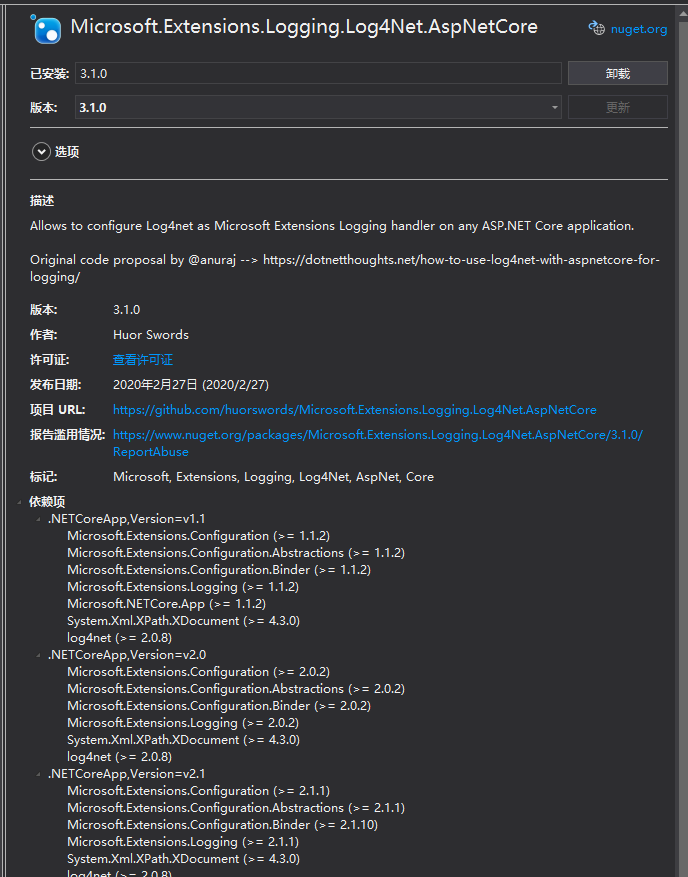 Microsoft.Extensions.Logging.Log4Net.AspNetCore
nuget.org
已安装: 3.1.0 卸载
版本: 3.1.0 更新
选项
描述
Allows to configure Log4net as Microsoft Extensions Logging handler on any ASP.NET Core application.
Original code proposal by @anuraj --> https://dotnetthoughts.net/how-to-use-log4net-with-aspnetcore-for-
logging/
版本: 3.1.0
作者: Huor Swords
许可证: 查看许可证
发布日期: 2020年2月27日 (2020/2/27)
项目 URL: https://github.com/huorswords/Microsoft.Extensions.Logging.Log4Net.AspNetCore
报告滥用情况: https://www.nuget.org/packages/Microsoft.Extensions.Logging.Log4Net.AspNetCore/3.1.0/
ReportAbuse
标记: Microsoft, Extensions, Logging, Log4Net, AspNet, Core
依赖项
.NETCoreApp,Version=v1.1
Microsoft.Extensions.Configuration (>= 1.1.2)
Microsoft.Extensions.Configuration.Abstractions (>= 1.1.2)
Microsoft.Extensions.Configuration.Binder (>= 1.1.2)
Microsoft.Extensions.Logging (>= 1.1.2)
Microsoft.NETCore.App (>= 1.1.2)
System.Xml.XPath.XDocument (>= 4.3.0)
log4net (>= 2.0.8)
.NETCoreApp,Version=v2.0
Microsoft.Extensions.Configuration (>= 2.0.2)
Microsoft.Extensions.Configuration.Abstractions (>= 2.0.2)
Microsoft.Extensions.Configuration.Binder (>= 2.0.2)
Microsoft.Extensions.Logging (>= 2.0.2)
System.Xml.XPath.XDocument (>= 4.3.0)
log4net (>= 2.0.8)
.NETCoreApp,Version=v2.1
Microsoft.Extensions.Configuration (>= 2.1.1)
Microsoft.Extensions.Configuration.Abstractions (>= 2.1.1)
Microsoft.Extensions.Configuration.Binder (>= 2.1.10)
Microsoft.Extensions.Logging (>= 2.1.1)
System.Xml.XPath.XDocument (>= 4.3.0)
log4net (>= 2.0.8)